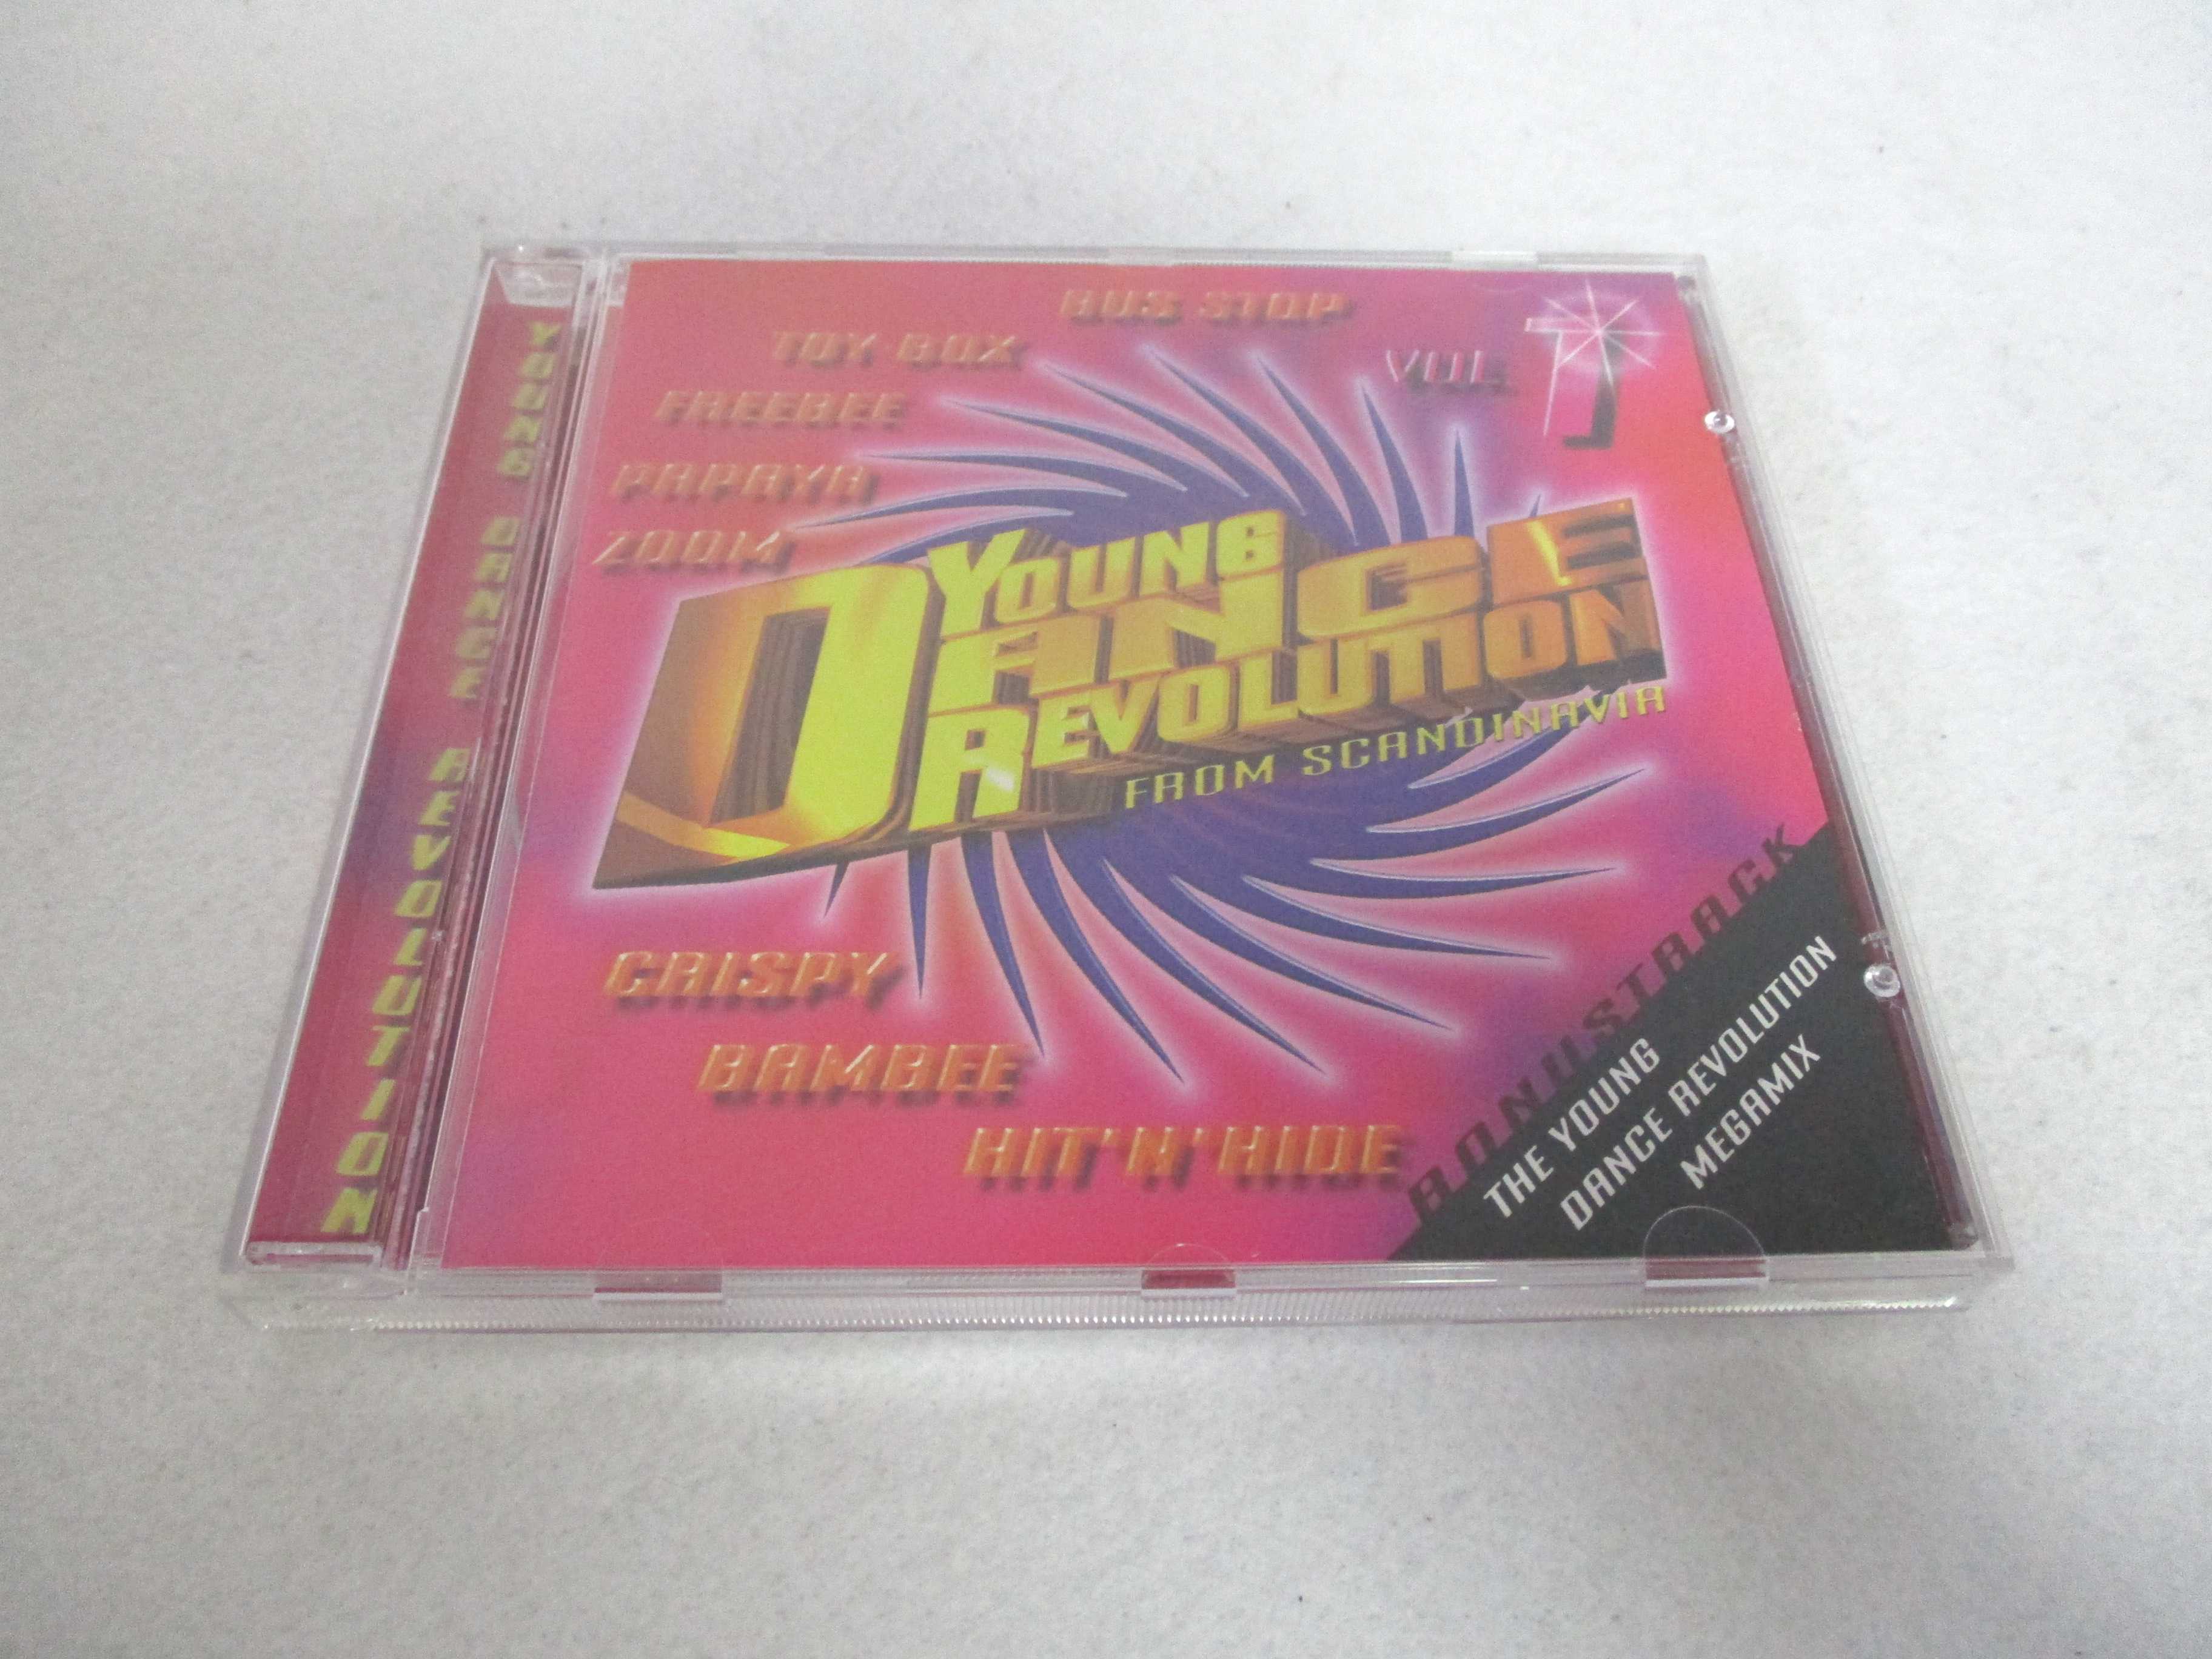 YOUNG DANCE REVOLUTION
BUS STOP
TOY-BOX
FREEBEE
PAPAYA
ZOOM
VOL. 1
YOUNG
DANCE
REVOLUTION
FROM SCANDINAVIA
CRISPY
BAMBEE
HIT'N'HIDE
BONUSTRACK
THE YOUNG
DANCE REVOLUTION
MEGAMIX